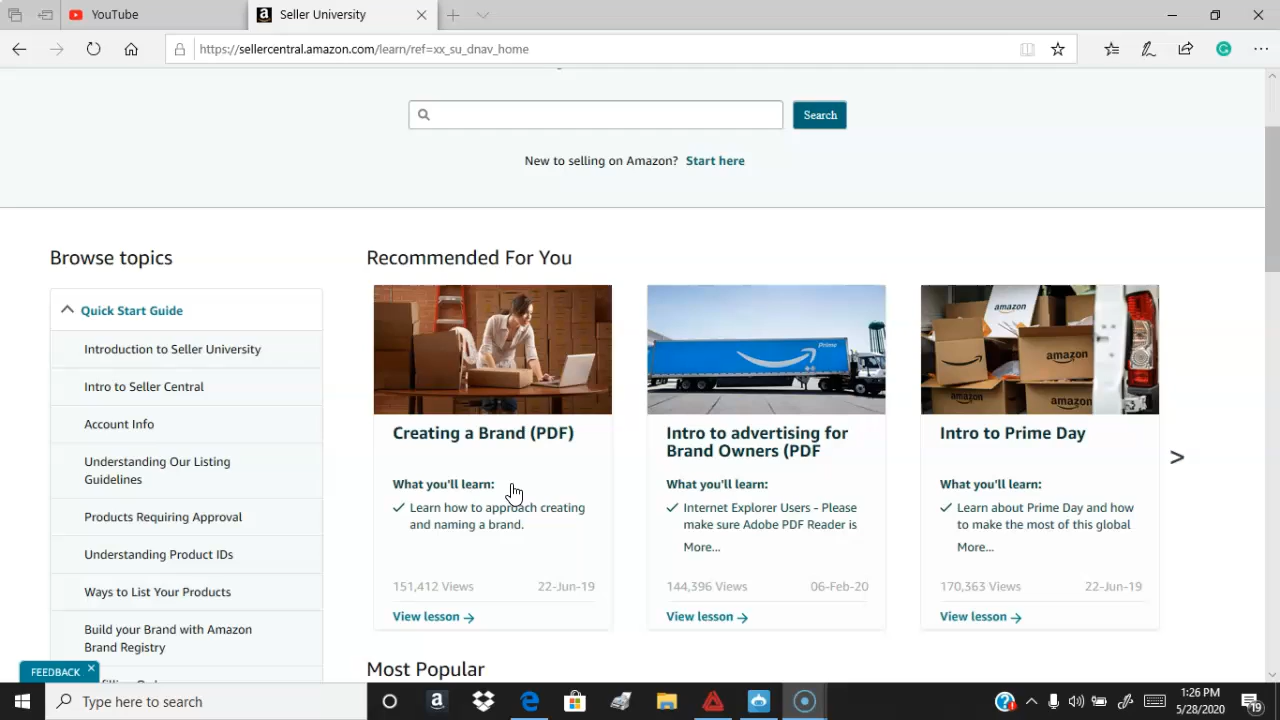 YouTube
Seller University
https://sellercentral.amazon.com/learn/ref=xx_su_dnav_home
Search
New to selling on Amazon? Start here
Browse topics
Quick Start Guide
Introduction to Seller University
Intro to Seller Central
Account Info
Understanding Our Listing
Guidelines
Products Requiring Approval
Understanding Product IDs
Ways to List Your Products
Build your Brand with Amazon
Brand Registry
FEEDBACK
Recommended For You
Creating a Brand (PDF)
What you'll learn:
Learn how to approach creating
and naming a brand.
151,412 Views 22-Jun-19
View lesson
Prime
Intro to advertising for
Brand Owners (PDF
What you'll learn:
Internet Explorer Users - Please
make sure Adobe PDF Reader is
More...
144,396 Views 06-Feb-20
View lesson
amazon
amazon
amazon
amazon
Intro to Prime Day
What you'll learn:
Learn about Prime Day and how
to make the most of this global
More...
170,363 Views 22-Jun-19
View lesson
Most Popular
Type here to search
1:26 PM
5/28/2020
19